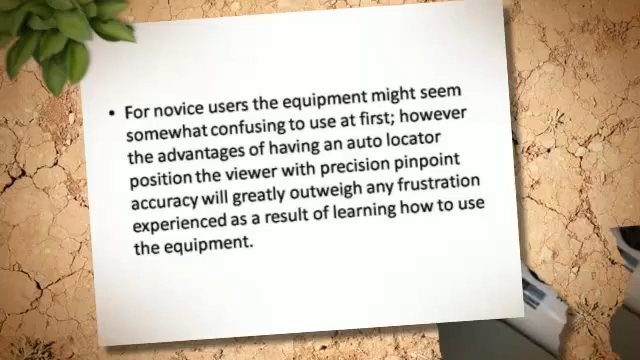 • For novice users the equipment might seem
somewhat confusing to use at first; however
the advantages of having an auto locator
position the viewer with precision pinpoint
accuracy will greatly outweigh any frustration
experienced as a result of learning how to use
the equipment.